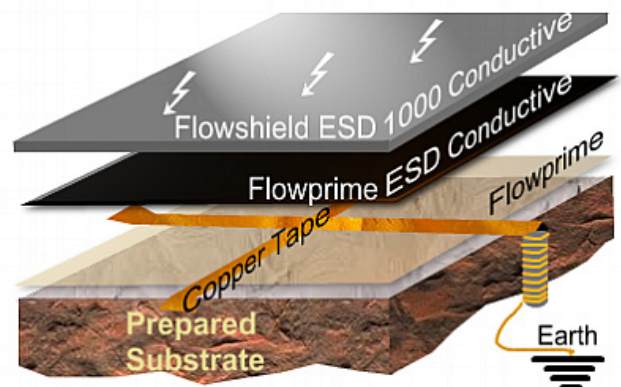 Flowshield ESD 1000 Conductive
Flowprime ESD Conductive
Flowprime
Copper Tape
Prepared
Substrate
Earth